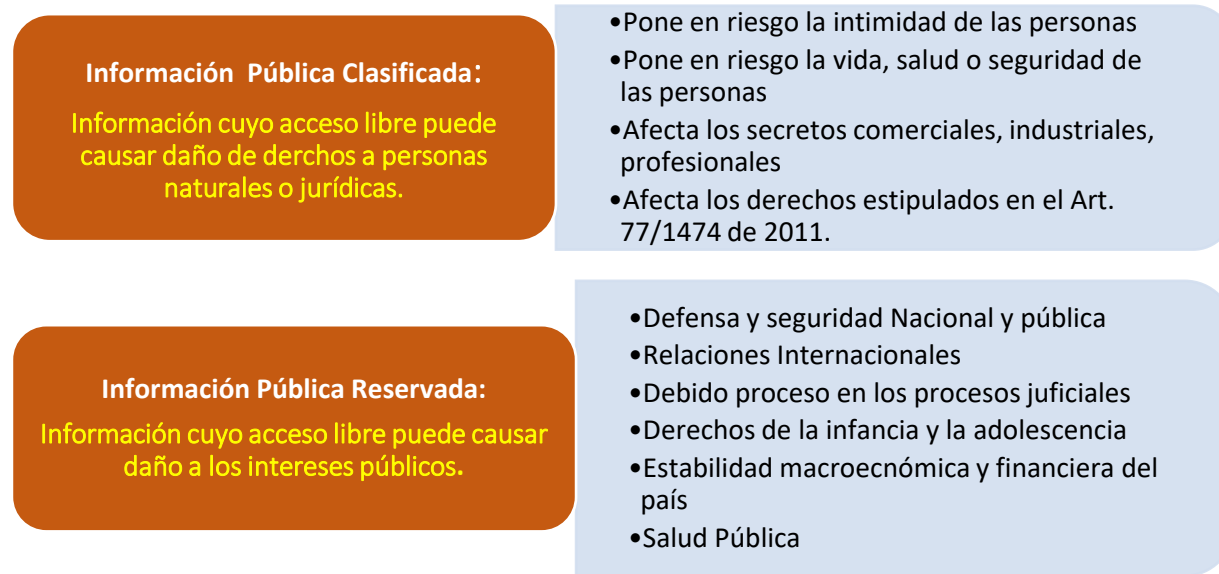 Información Pública Clasificada:
Información cuyo acceso libre puede
causar daño de derchos a personas
naturales o jurídicas.
•Pone en riesgo la intimidad de las personas
•Pone en riesgo la vida, salud o seguridad de
las personas
•Afecta los secretos comerciales, industriales,
profesionales
•Afecta los derechos estipulados en el Art.
77/1474 de 2011.
Información Pública Reservada:
Información cuyo acceso libre puede causar
daño a los intereses públicos.
•Defensa y seguridad Nacional y pública
•Relaciones Internacionales
•Debido proceso en los procesos juficiales
•Derechos de la infancia y la adolescencia
•Estabilidad macroecnómica y financiera del
país
•Salud Pública